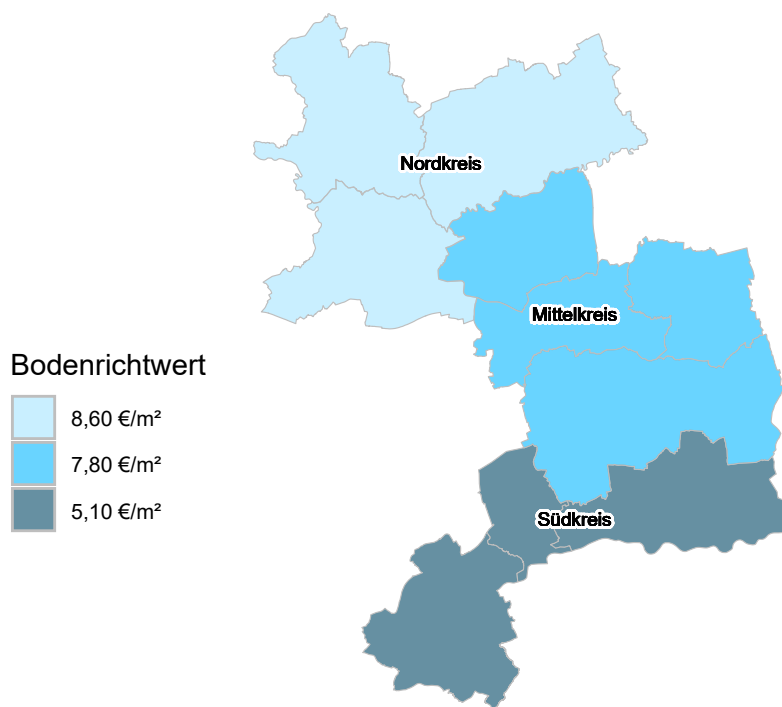 Nordkreis
Mittelkreis
Bodenrichtwert
8,60 €/m²
7,80 €/m²
5,10 €/m²
Südkreis